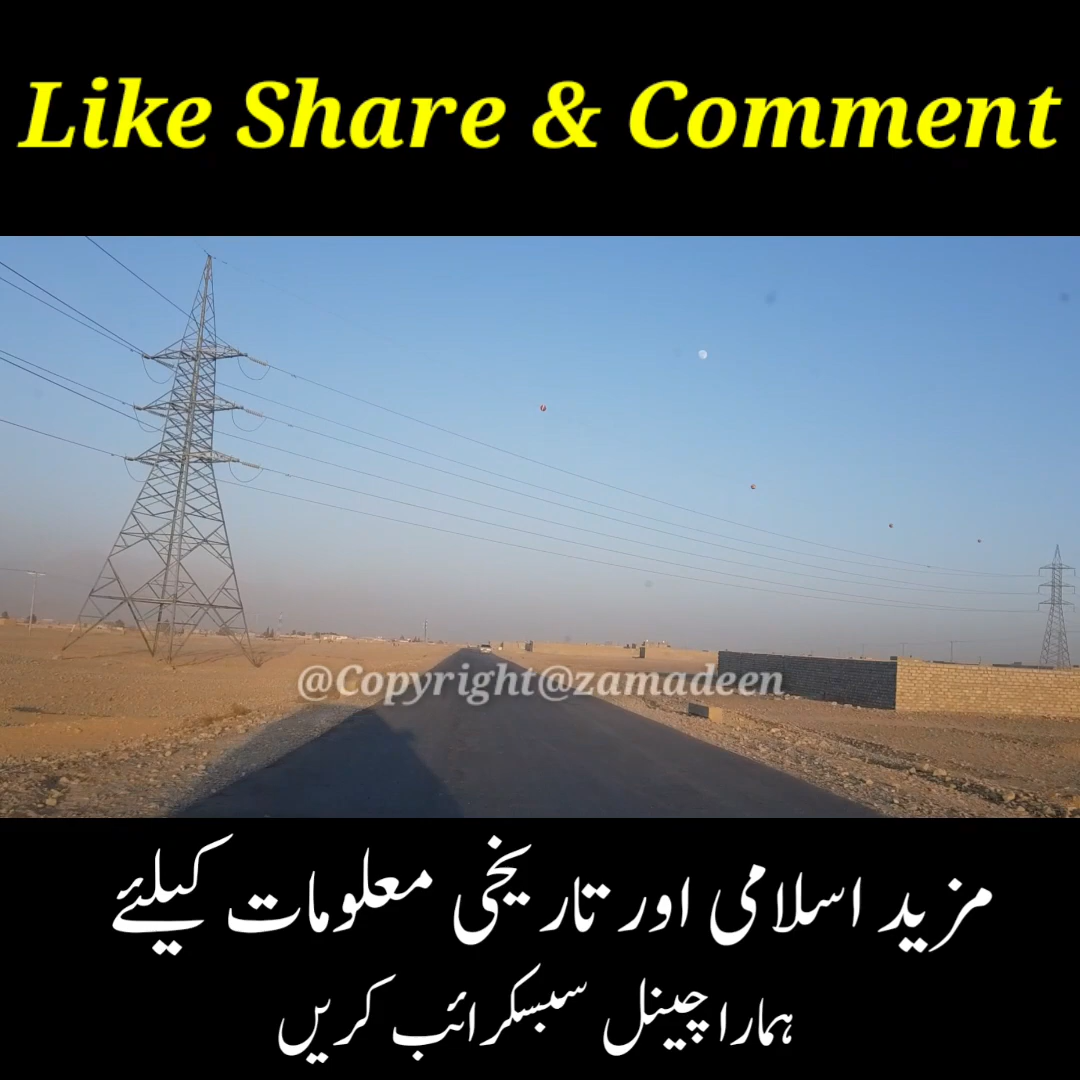 Like Share & Comment
@Copyright@zamadeen
مزید اسلامی اور تاریخی معلومات کیلئے
ہمارا چینل سبسکرائب کریں